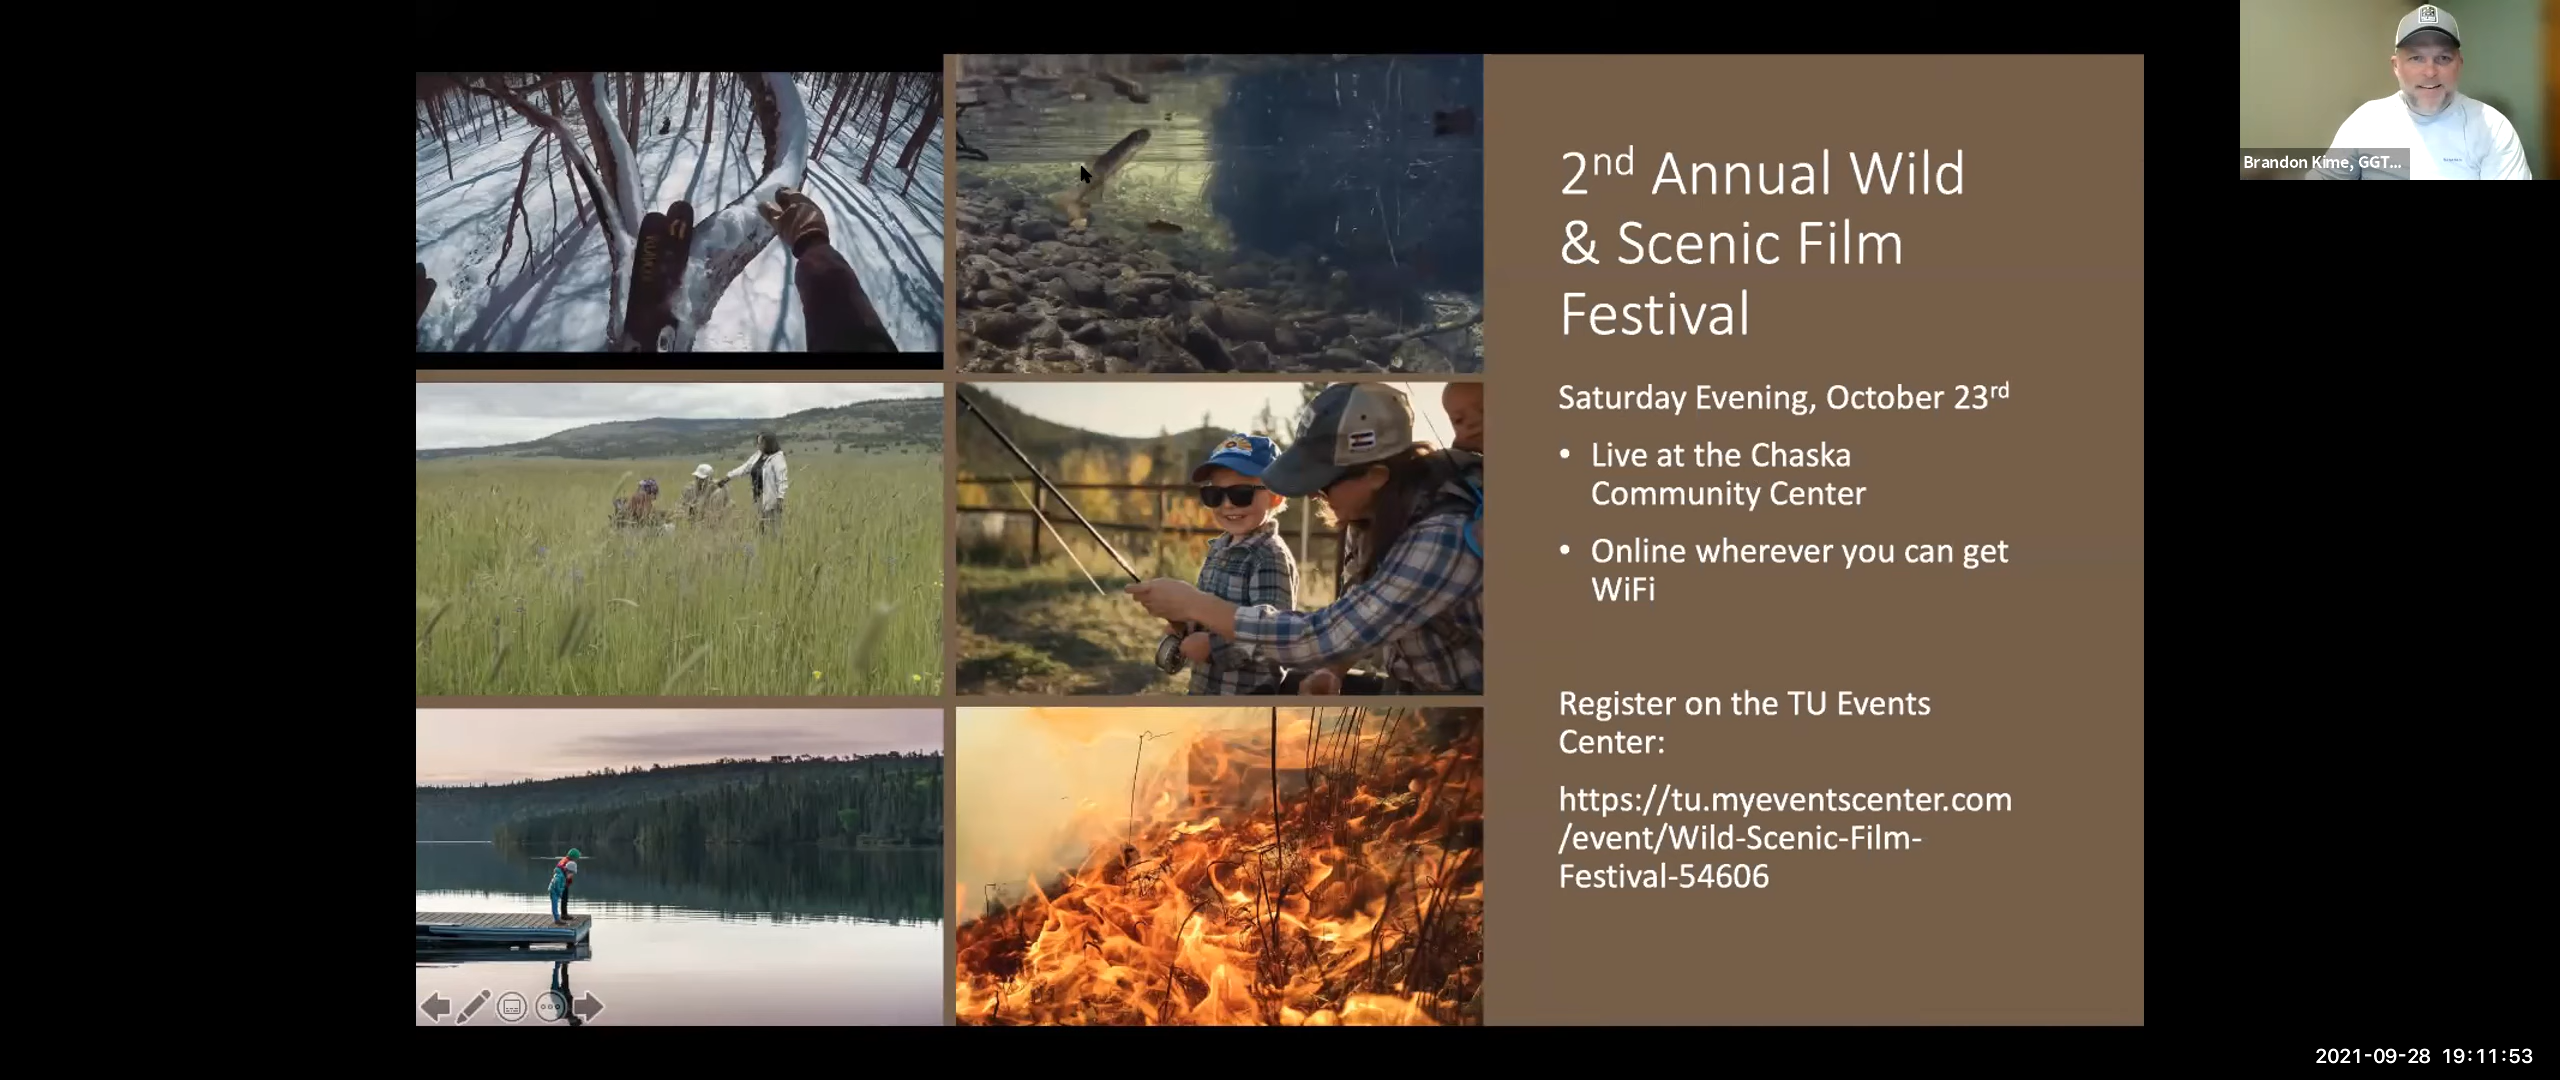 2nd Annual Wild
& Scenic Film
Festival
Saturday Evening, October 23rd
• Live at the Chaska
Community Center
• Online wherever you can get
WiFi
Register on the TU Events
Center:
https://tu.myeventscenter.com
/event/Wild-Scenic-Film-
Festival-54606
Brandon Kime, GGT...
2021-09-28 19:11:53